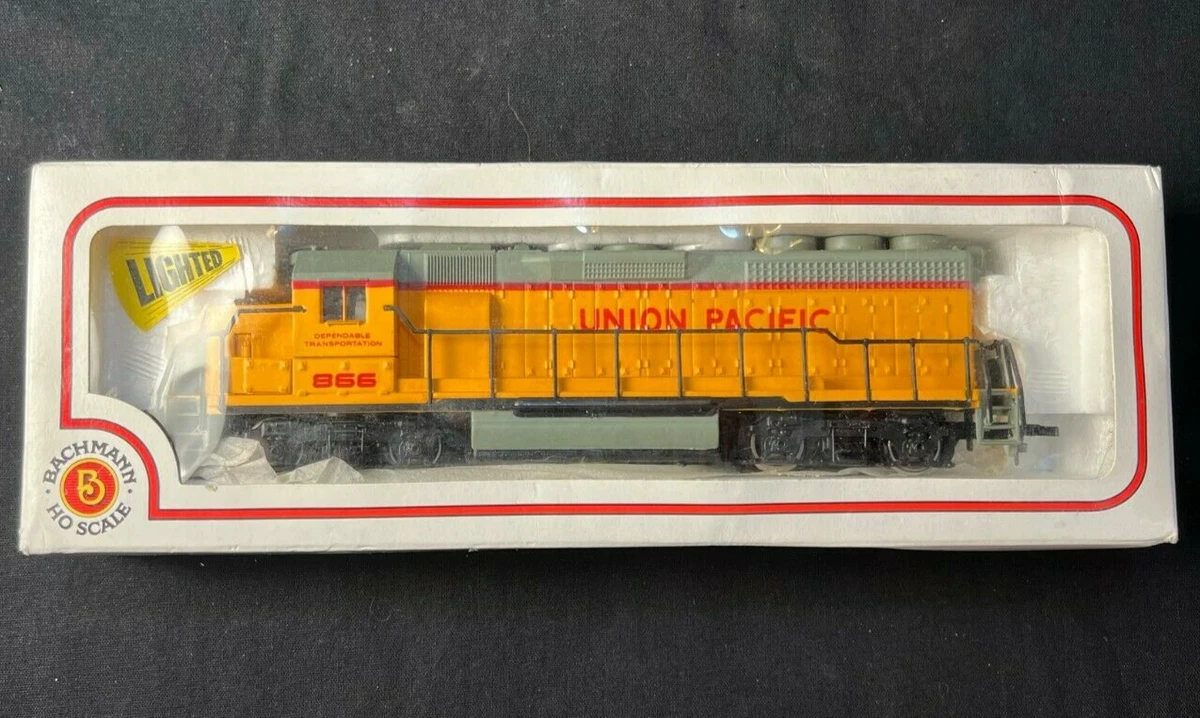 LIGHTED
UNION PACIFIC
DEPENDABLE
TRANSPORTATION
866
BACHMANN
B
HO SCALE